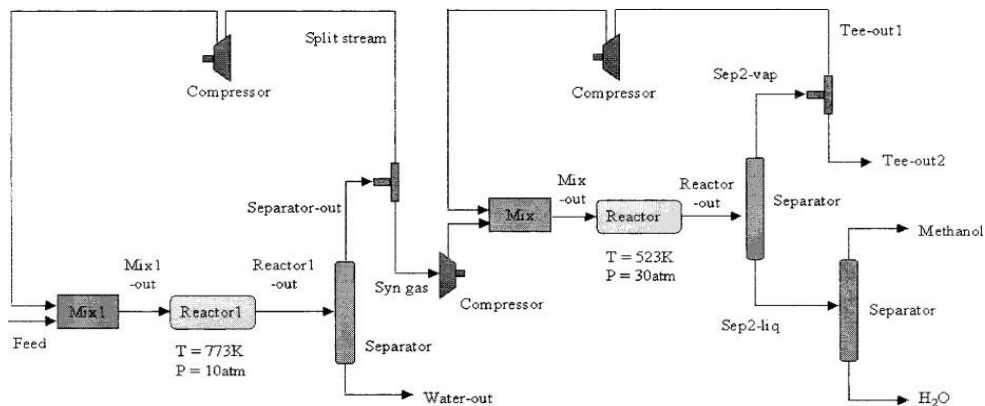 Split stream
Compressor
Tee-out1
Compressor
Sep2-vap
Tee-out2
Separator-out
Mix
-out
Reactor
-out
Mix
Reactor
Separator
T = 523K
P = 30atm
Methanol
Mix1
-out
Reactor1
-out
Syn gas
Compressor
Feed
Mix1
Reactor1
Separator
T = 773K
P = 10atm
Water-out
Sep2-liq
Separator
H₂O